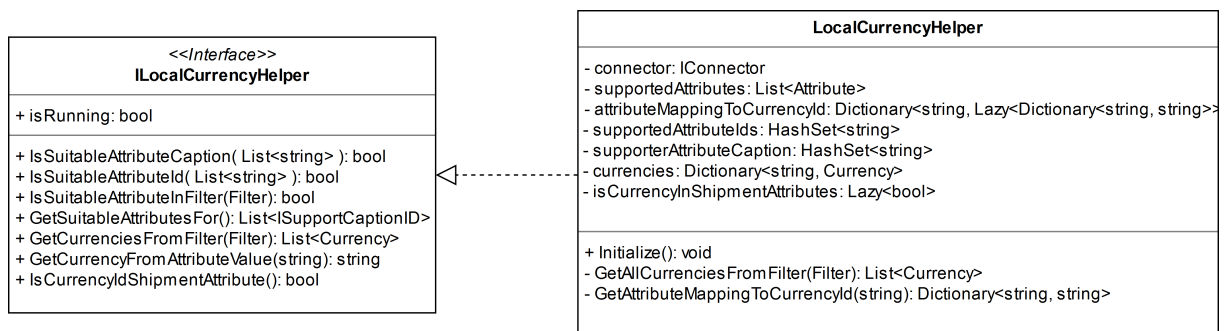 <<Interface>>
ILocalCurrencyHelper
+ isRunning: bool
+ IsSuitableAttributeCaption( List<string> ): bool
+ IsSuitableAttributeId( List<string> ): bool
+ IsSuitableAttributeInFilter(Filter): bool
+ GetSuitableAttributesFor(): List<ISupportCaptionID>
+ GetCurrenciesFromFilter(Filter): List<Currency>
+ GetCurrencyFromAttributeValue(string): string
+ IsCurrencyIdShipmentAttribute(): bool
LocalCurrencyHelper
- connector: IConnector
- supportedAttributes: List<Attribute>
- attributeMappingToCurrencyId: Dictionary<string, Lazy<Dictionary<string, string>>
- supportedAttributeIds: HashSet<string>
- supporterAttributeCaption: HashSet<string>
- currencies: Dictionary<string, Currency>
- isCurrencyInShipmentAttributes: Lazy<bool>
+ Initialize(): void
- GetAllCurrenciesFromFilter(Filter): List<Currency>
- GetAttributeMappingToCurrencyId(string): Dictionary<string, string>